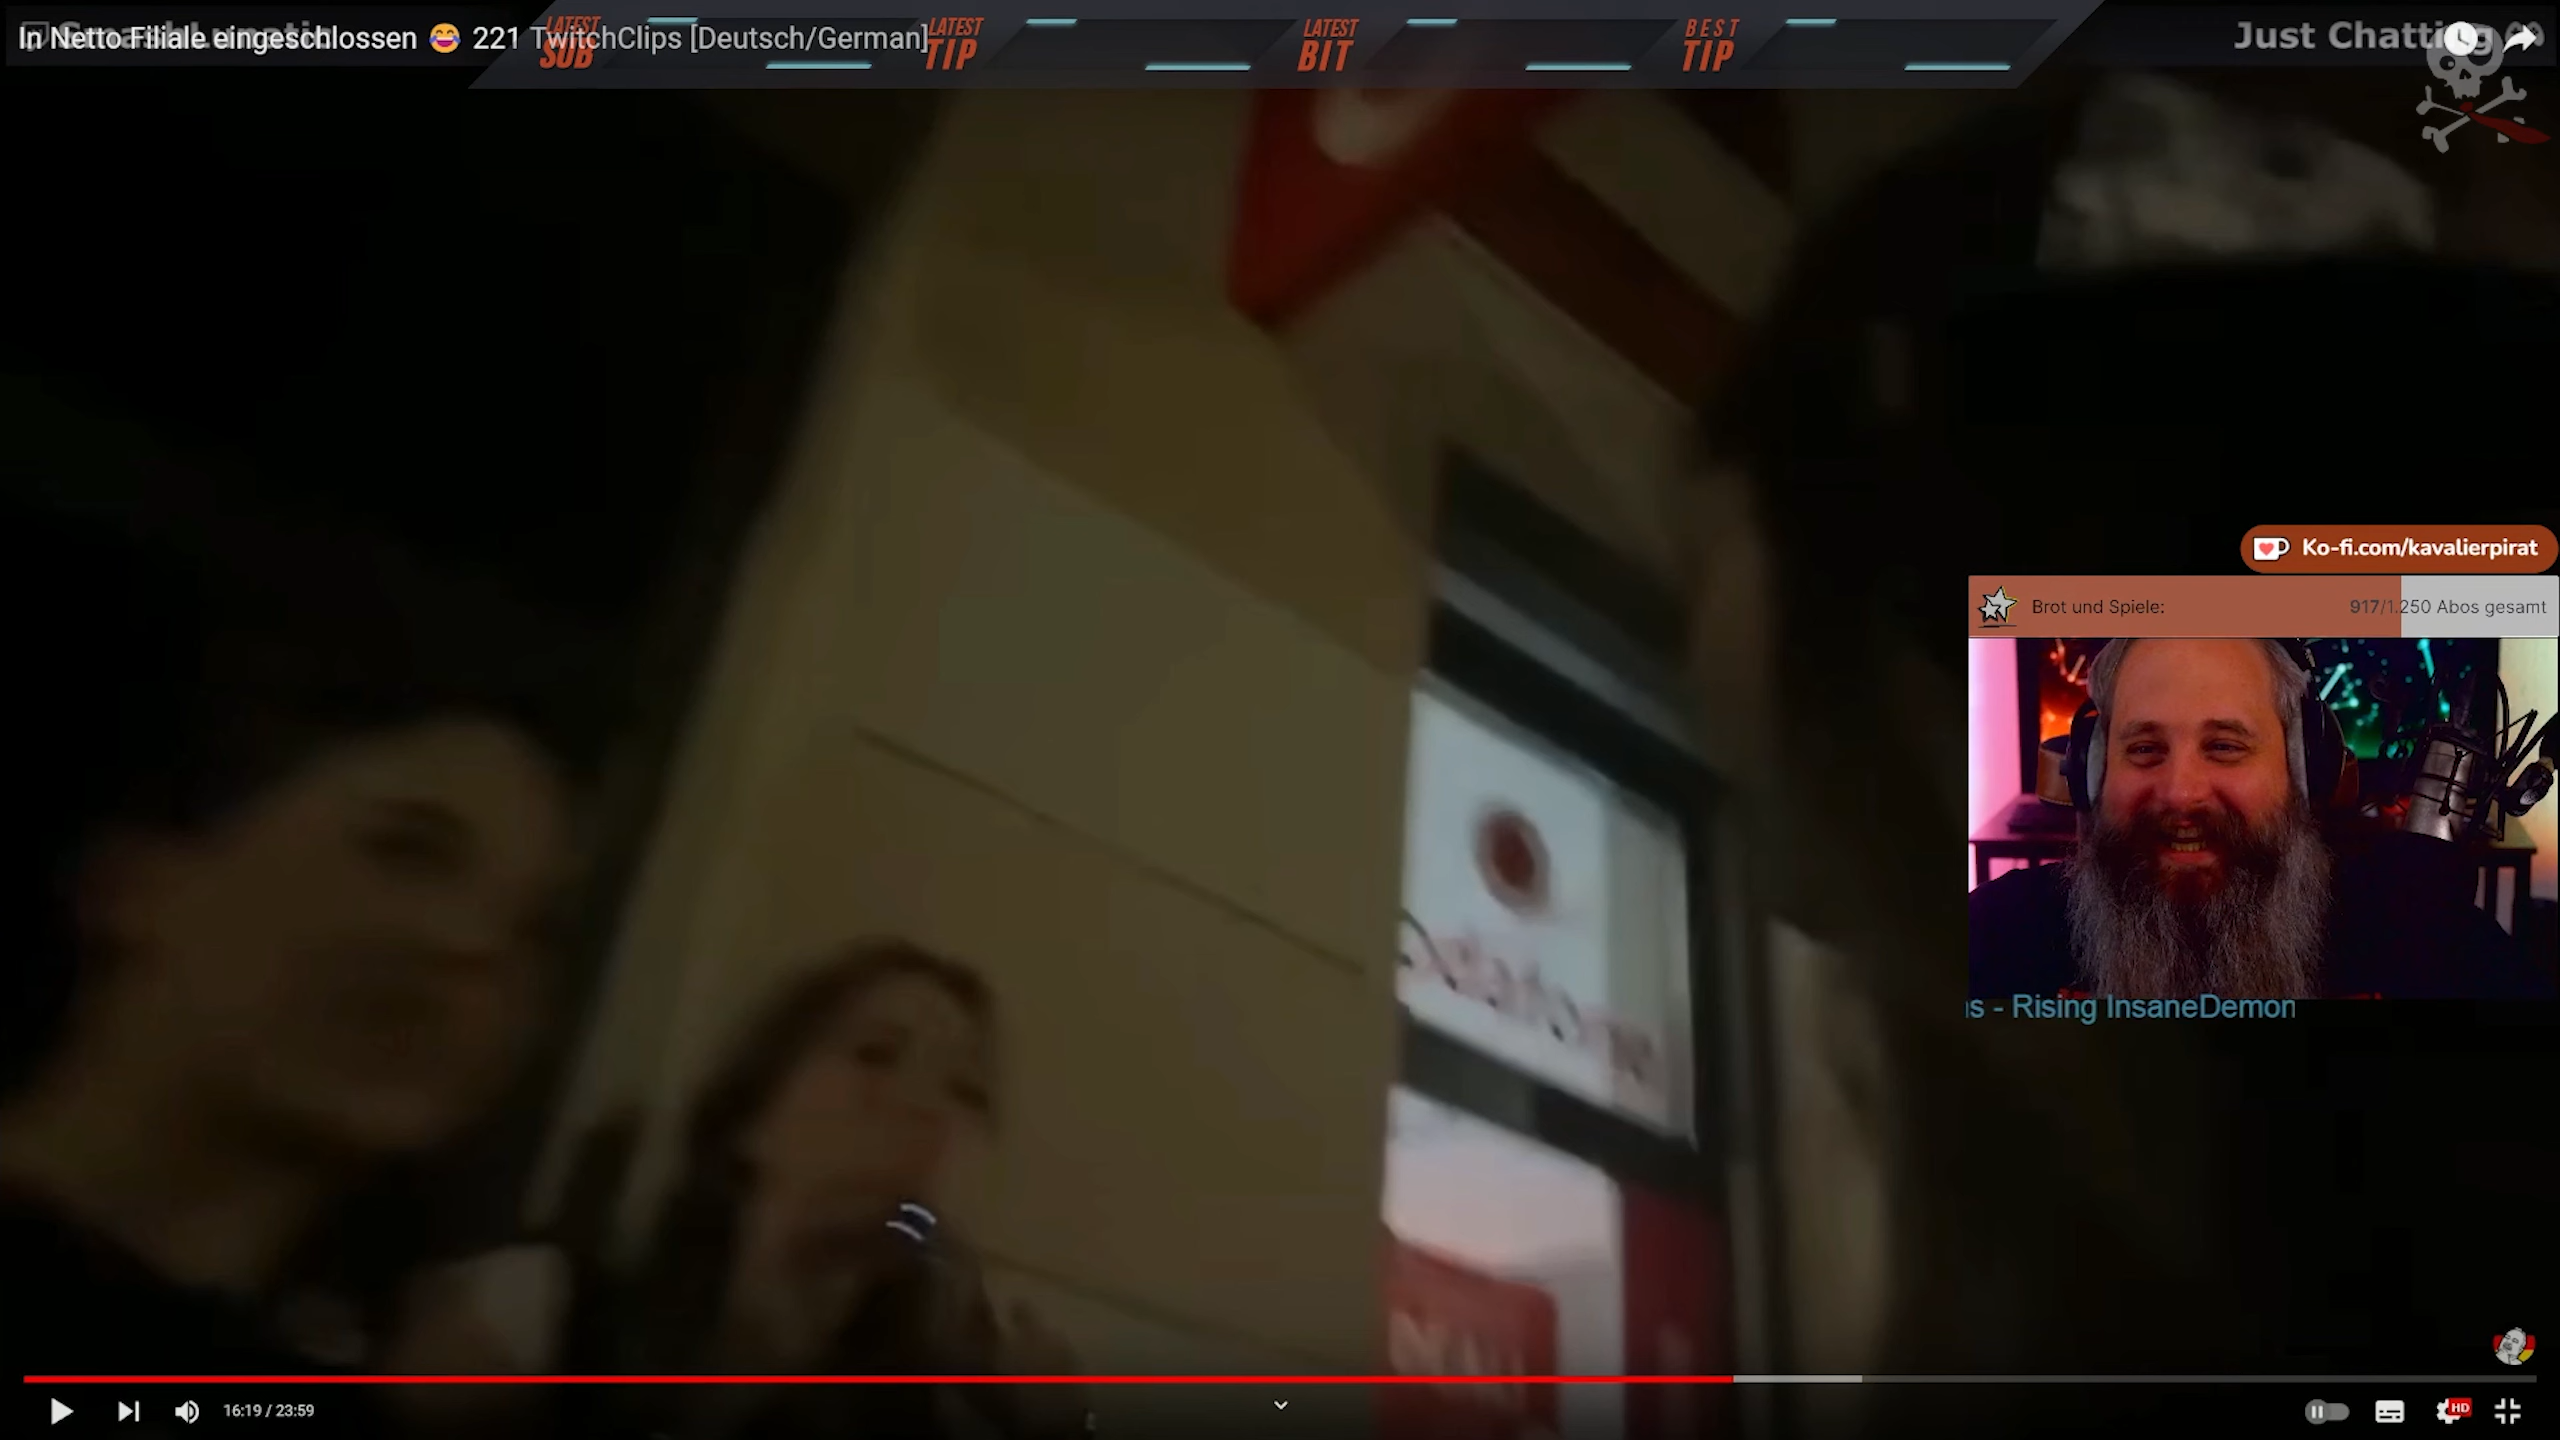 In Netto Filiale eingeschlossen 😂 221 TwitchClips [Deutsch/German]
LATEST
SUB
LATEST
TIP
LATEST
BIT
BEST
TIP
Just Chatting
Ko-fi.com/kavalierpirat
Brot und Spiele: 917/1.250 Abos gesamt
s - Rising InsaneDemon
16:19 / 23:59
HD